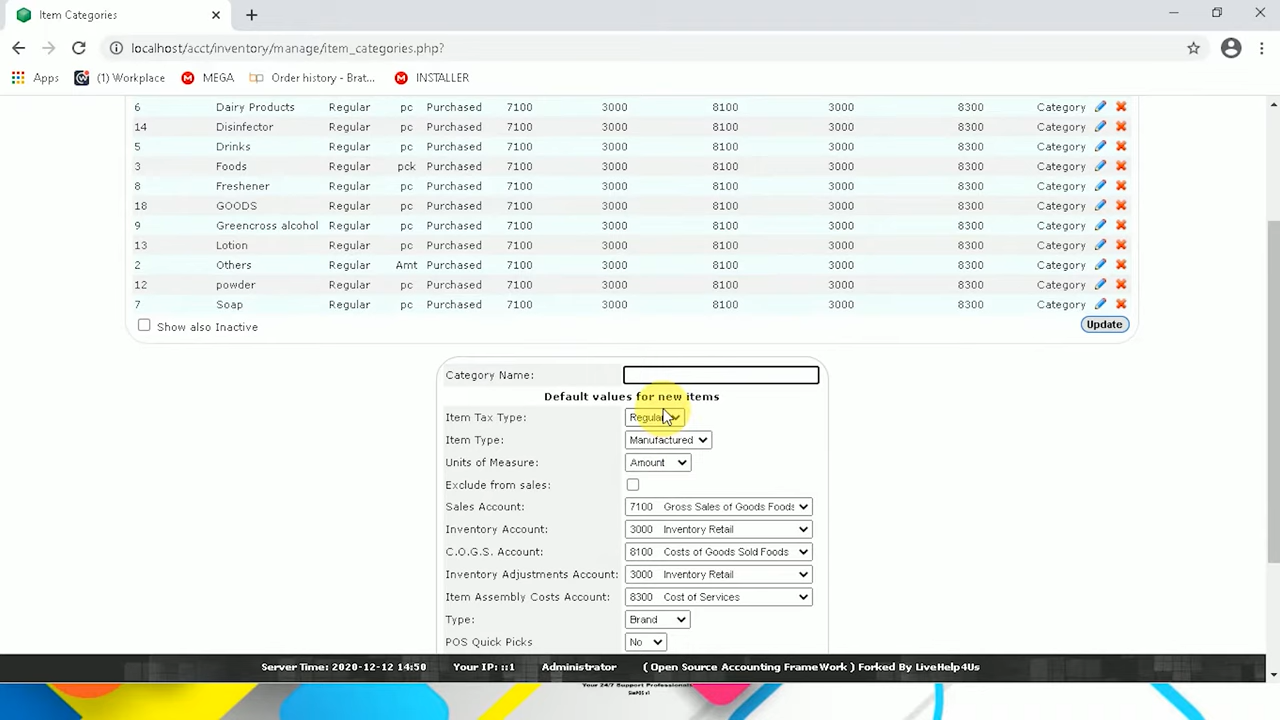 Item Categories
localhost/acct/inventory/manage/item_categories.php?
Apps (1) Workplace MEGA Order history - Brat... INSTALLER
6 Dairy Products Regular pc Purchased 7100 3000 8100 3000 8300 Category
14 Disinfector Regular pc Purchased 7100 3000 8100 3000 8300 Category
5 Drinks Regular pc Purchased 7100 3000 8100 3000 8300 Category
3 Foods Regular pck Purchased 7100 3000 8100 3000 8300 Category
8 Freshener Regular pc Purchased 7100 3000 8100 3000 8300 Category
18 GOODS Regular pc Purchased 7100 3000 8100 3000 8300 Category
9 Greencross alcohol Regular pc Purchased 7100 3000 8100 3000 8300 Category
13 Lotion Regular pc Purchased 7100 3000 8100 3000 8300 Category
2 Others Regular Amt Purchased 7100 3000 8100 3000 8300 Category
12 powder Regular pc Purchased 7100 3000 8100 3000 8300 Category
7 Soap Regular pc Purchased 7100 3000 8100 3000 8300 Category
Show also Inactive Update
Category Name:
Default values for new items
Item Tax Type: Regular
Item Type: Manufactured
Units of Measure: Amount
Exclude from sales:
Sales Account: 7100 Gross Sales of Goods Foods
Inventory Account: 3000 Inventory Retail
C.O.G.S. Account: 8100 Costs of Goods Sold Foods
Inventory Adjustments Account: 3000 Inventory Retail
Item Assembly Costs Account: 8300 Cost of Services
Type: Brand
POS Quick Picks No
Server Time: 2020-12-12 14:50 Your IP: ::1 Administrator ( Open Source Accounting FrameWork ) Forked By LiveHelp4Us
Your 24/7 Support Professionals